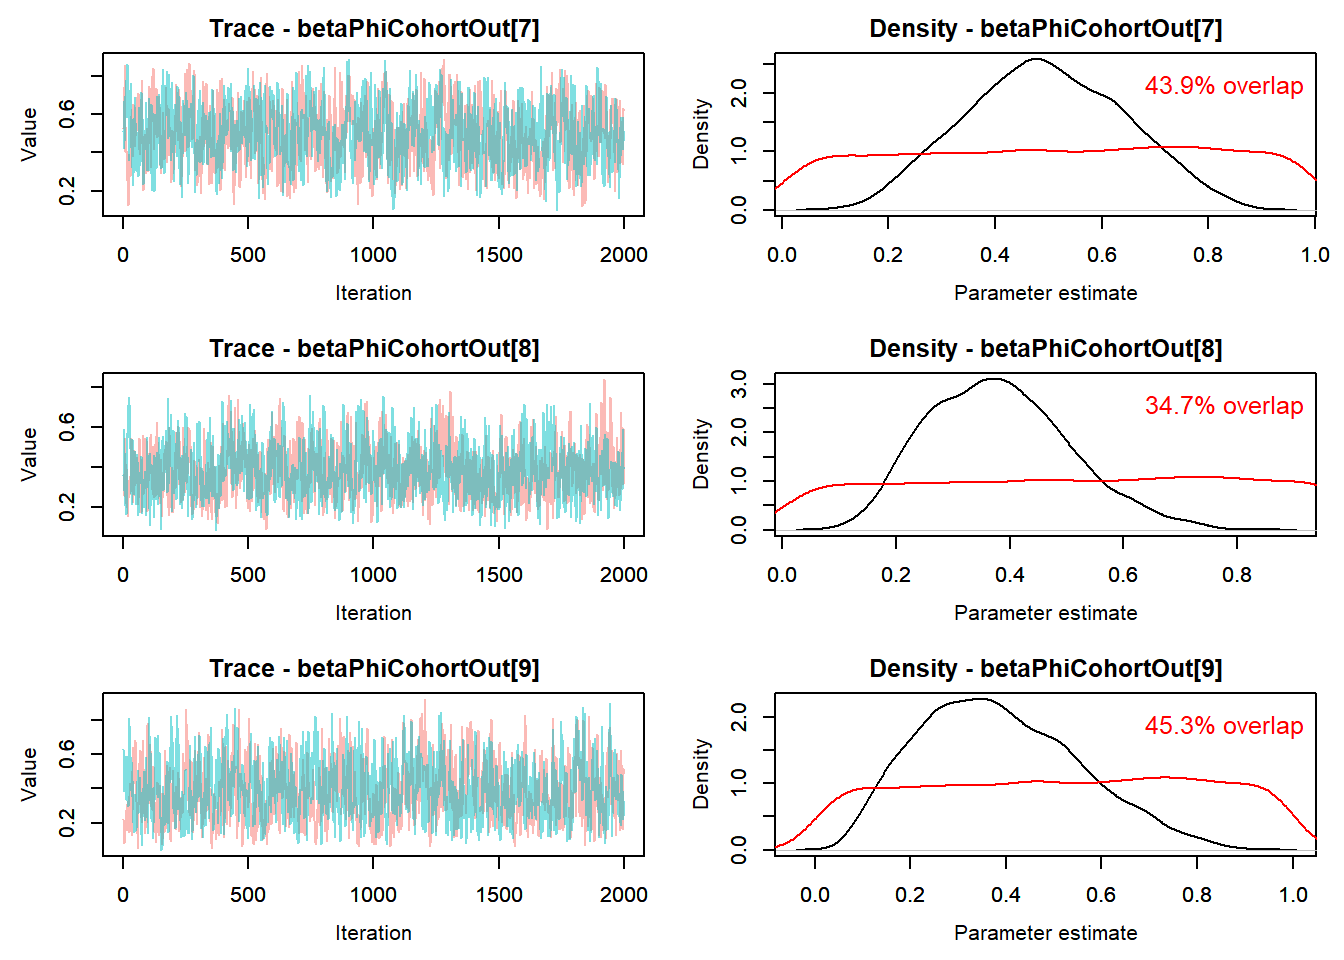 Trace - betaPhiCohortOut[7]
Value
0.2
0.6
0
500
1000
1500
2000
Iteration
Density - betaPhiCohortOut[7]
43.9% overlap
Density
0.0
1.0
2.0
0.0
0.2
0.4
0.6
0.8
1.0
Parameter estimate
Trace - betaPhiCohortOut[8]
Value
0.2
0.6
0
500
1000
1500
2000
Iteration
Density - betaPhiCohortOut[8]
34.7% overlap
Density
0.0
1.0
2.0
3.0
0.0
0.2
0.4
0.6
0.8
Parameter estimate
Trace - betaPhiCohortOut[9]
Value
0.2
0.6
0
500
1000
1500
2000
Iteration
Density - betaPhiCohortOut[9]
45.3% overlap
Density
0.0
1.0
2.0
0.0
0.2
0.4
0.6
0.8
1.0
Parameter estimate